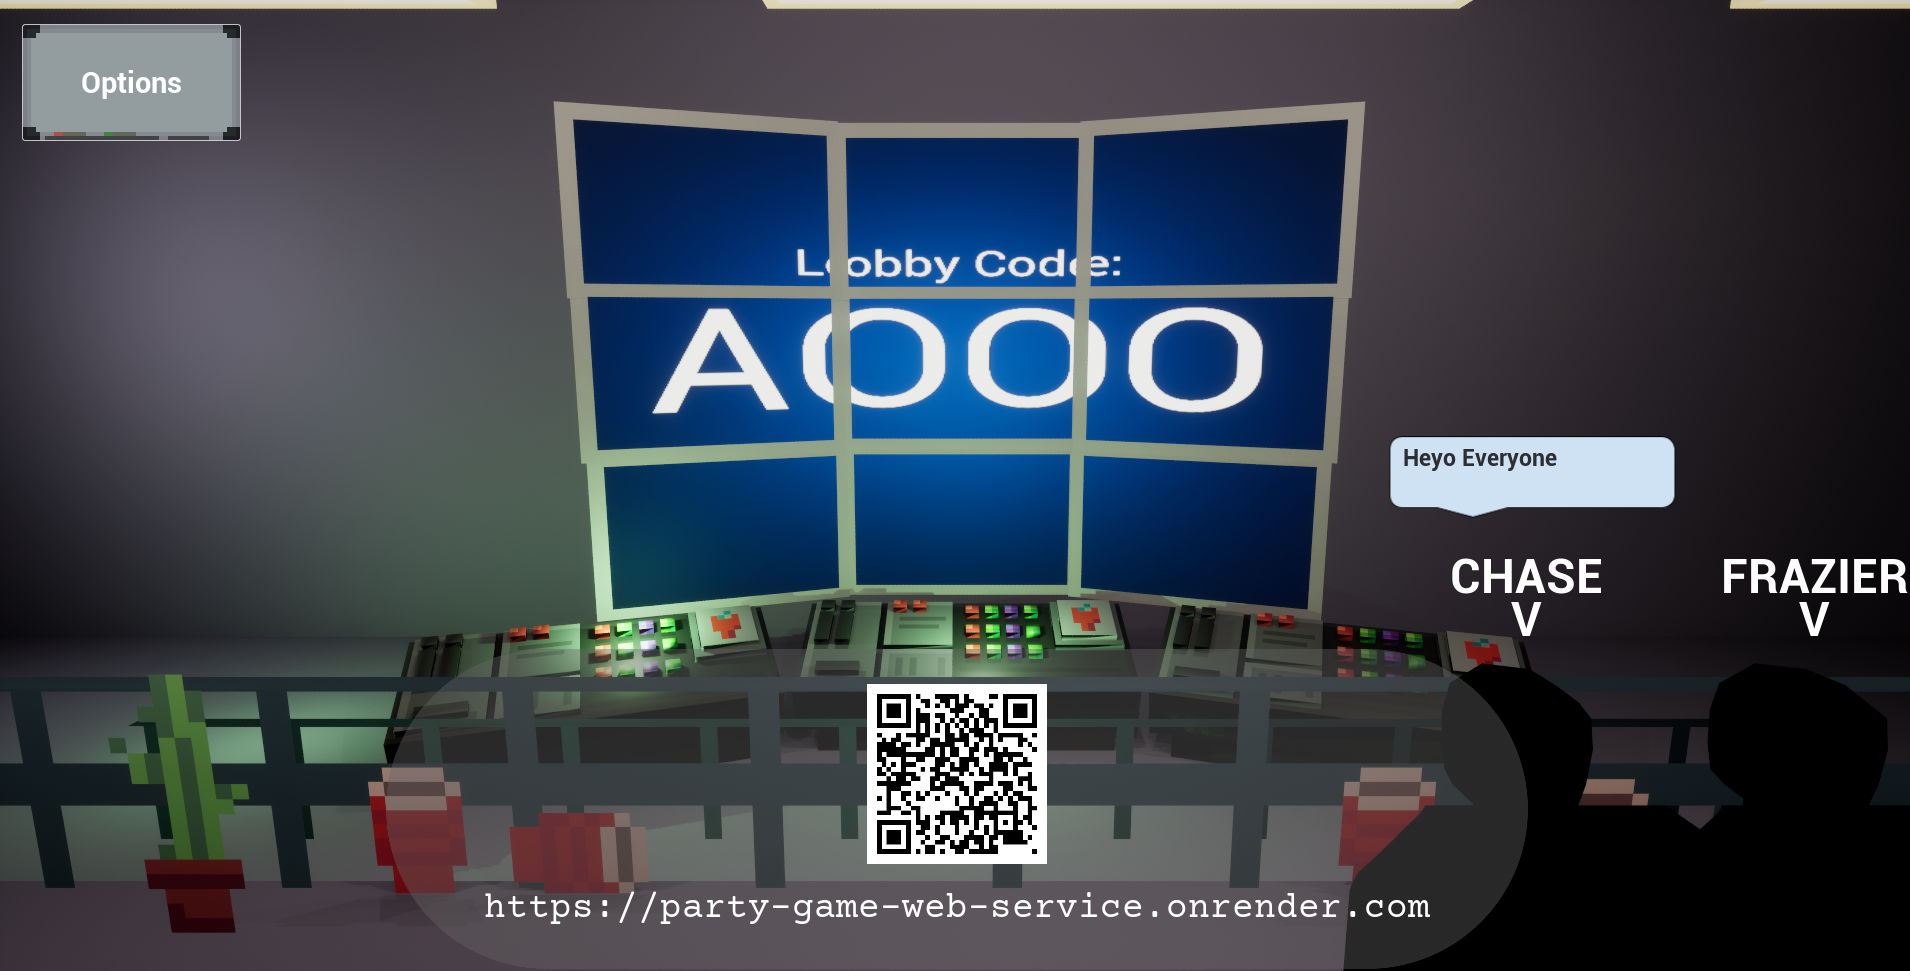 Options
Lobby Code:
AOOO
Heyo Everyone
CHASE
V
FRAZIER
V
https://party-game-web-service.onrender.com